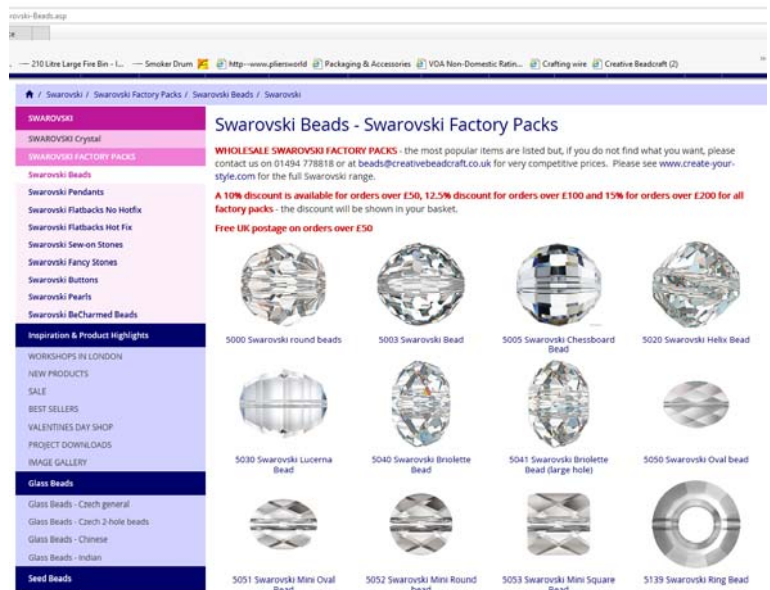 rovski-Beads.asp
— 210 Litre Large Fire Bin - I... — Smoker Drum http--www.pliersworld Packaging & Accessories VOA Non-Domestic Ratin... Crafting wire Creative Beadcraft (2)
/ Swarovski / Swarovski Factory Packs / Swarovski Beads / Swarovski
SWAROVSKI
SWAROVSKI Crystal
SWAROVSKI FACTORY PACKS
Swarovski Beads
Swarovski Pendants
Swarovski Flatbacks No Hotfix
Swarovski Flatbacks Hot Fix
Swarovski Sew-on Stones
Swarovski Fancy Stones
Swarovski Buttons
Swarovski Pearls
Swarovski BeCharmed Beads
Inspiration & Product Highlights
WORKSHOPS IN LONDON
NEW PRODUCTS
SALE
BEST SELLERS
VALENTINES DAY SHOP
PROJECT DOWNLOADS
IMAGE GALLERY
Glass Beads
Glass Beads - Czech general
Glass Beads - Czech 2-hole beads
Glass Beads - Chinese
Glass Beads - Indian
Seed Beads
Swarovski Beads - Swarovski Factory Packs
WHOLESALE SWAROVSKI FACTORY PACKS - the most popular items are listed but, if you do not find what you want, please
contact us on 01494 778818 or at beads@creativebeadcraft.co.uk for very competitive prices. Please see www.create-your-
style.com for the full Swarovski range.
A 10% discount is available for orders over £50, 12.5% discount for orders over £100 and 15% for orders over £200 for all
factory packs - the discount will be shown in your basket.
Free UK postage on orders over £50
5000 Swarovski round beads
5003 Swarovski Bead
5005 Swarovski Chessboard
Bead
5020 Swarovski Helix Bead
5030 Swarovski Lucerna
Bead
5040 Swarovski Briolette
Bead
5041 Swarovski Briolette
Bead (large hole)
5050 Swarovski Oval bead
5051 Swarovski Mini Oval
Bead
5052 Swarovski Mini Round
bead
5053 Swarovski Mini Square
Bead
5139 Swarovski Ring Bead